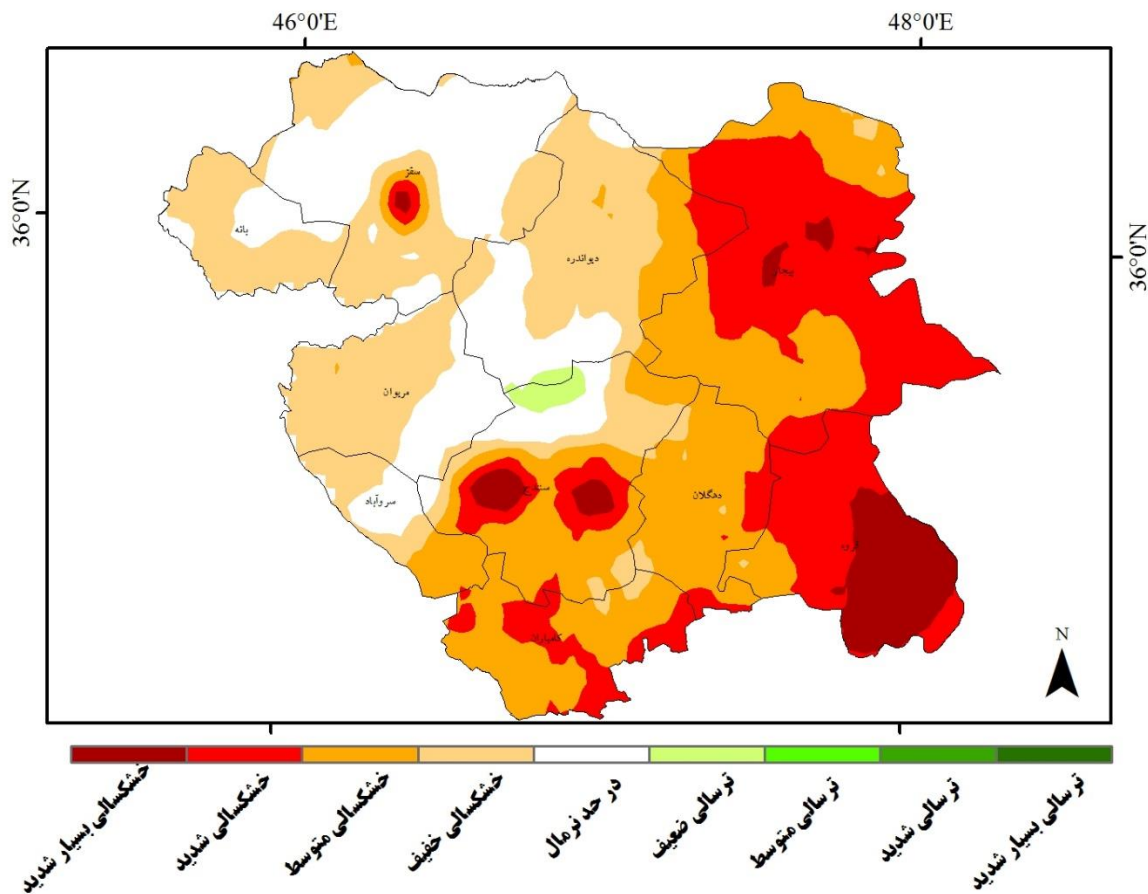 46°0'E
48°0'E
36°0'N
36°0'N
سقز
بانه
دیواندره
بیجار
مریوان
سنندج
دهگلان
سروآباد
قروه
کامیاران
N
خشکسالی بسیار شدید
خشکسالی شدید
خشکسالی متوسط
خشکسالی خفیف
در حد نرمال
ترسالی ضعیف
ترسالی متوسط
ترسالی شدید
ترسالی بسیار شدید